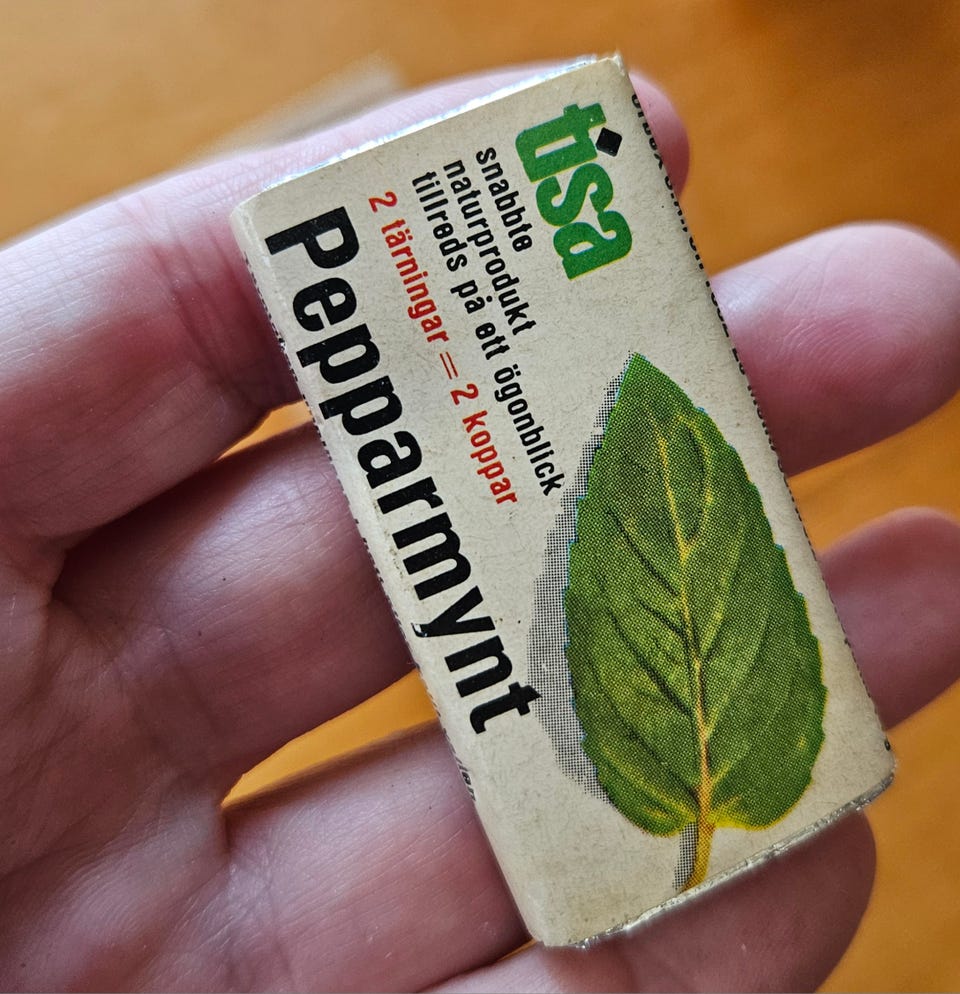 tisa
snabbte
naturprodukt
tillreds på ett ögonblick
2 tärningar = 2 koppar
Pepparmynt